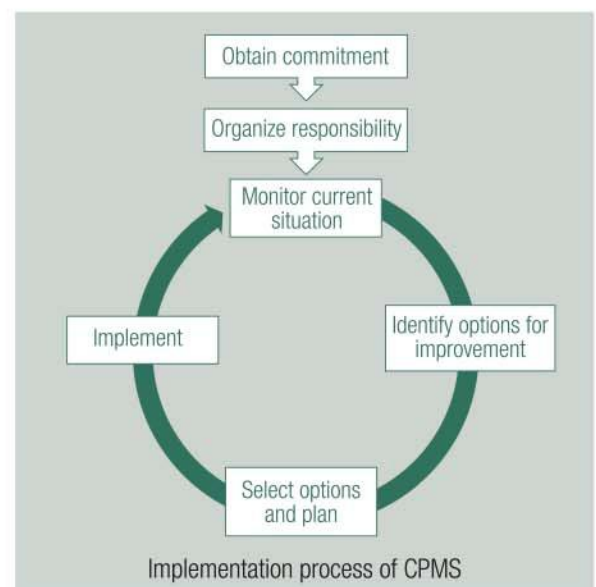 Obtain commitment
Organize responsibility
Monitor current
situation
Identify options for
improvement
Select options
and plan
Implement
Implementation process of CPMS